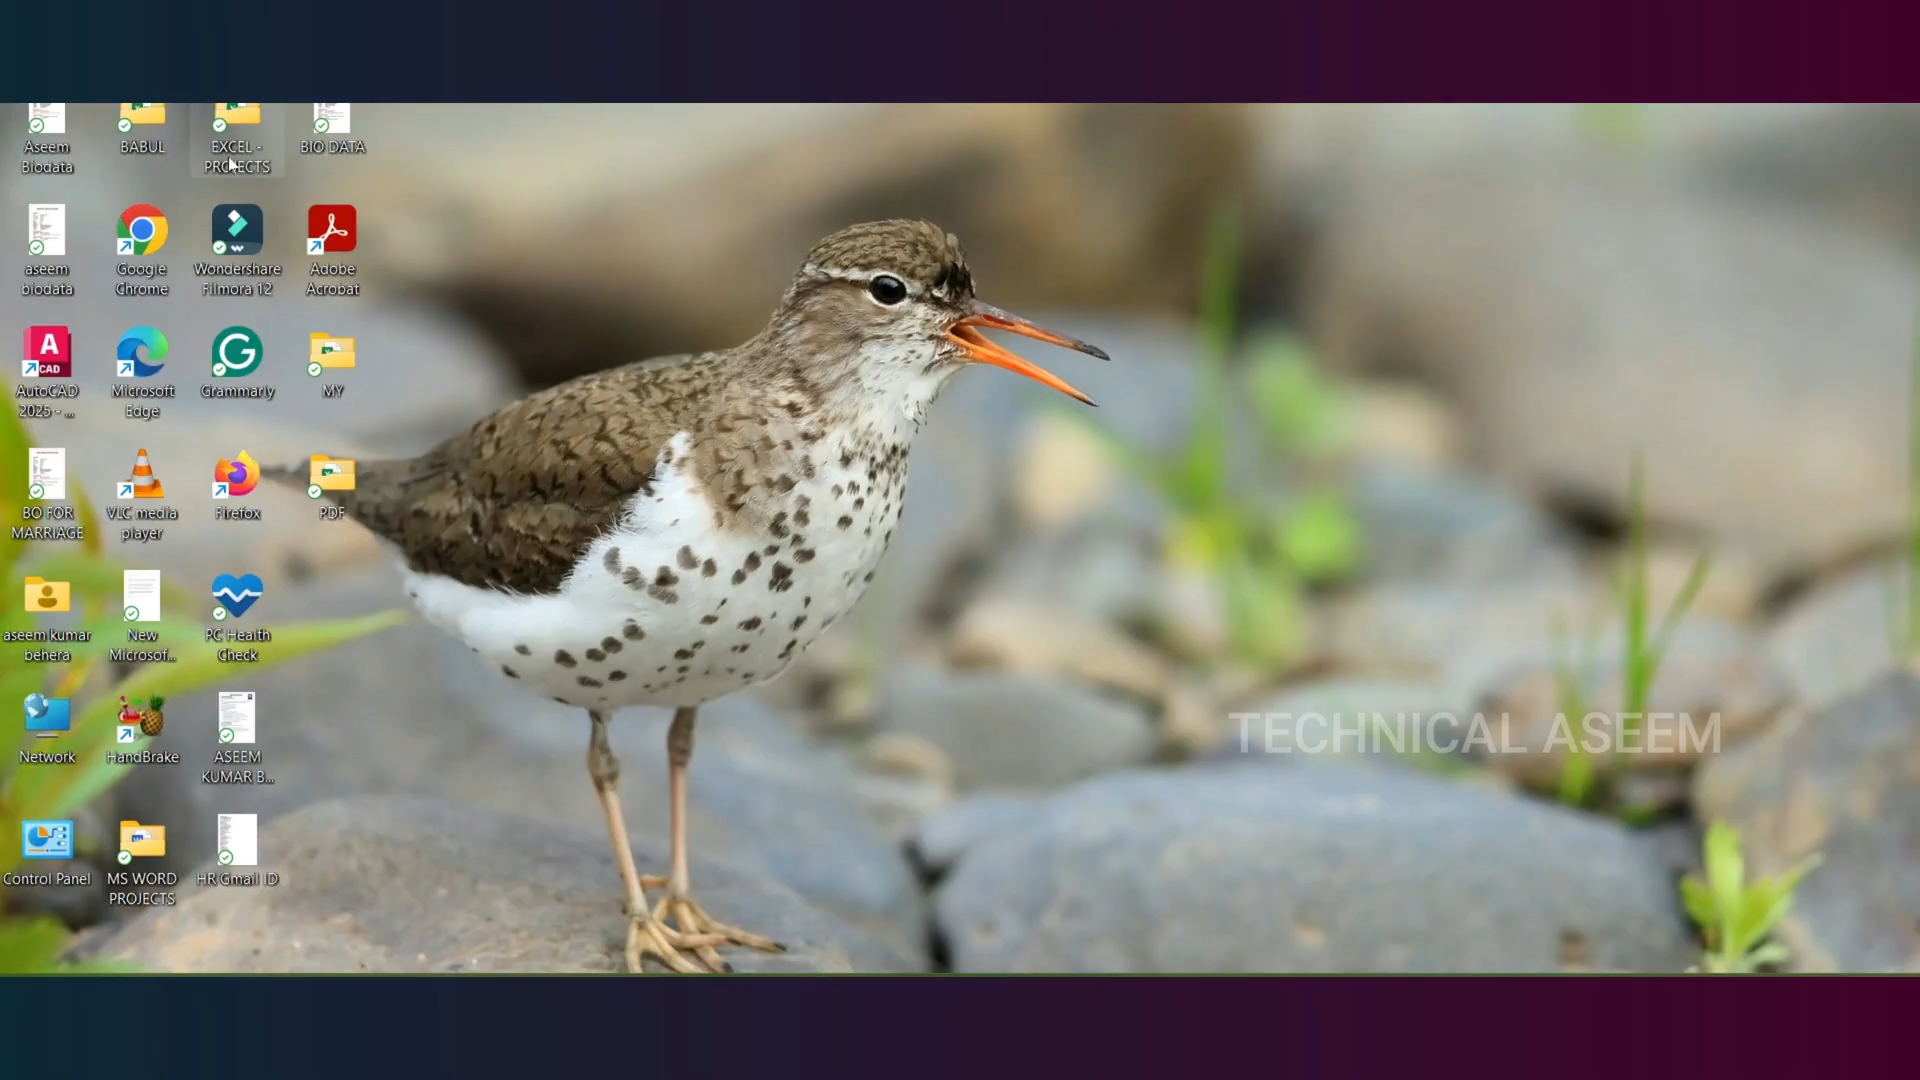 Aseem
Biodata
BABUL
EXCEL -
PROJECTS
BIO DATA
aseem
biodata
Google
Chrome
Wondershare
Filmora 12
Adobe
Acrobat
A
CAD
AutoCAD
2025 - ...
Microsoft
Edge
Grammarly
MY
BO FOR
MARRIAGE
VLC media
player
Firefox
PDF
aseem kumar
behera
New
Microsof...
PC Health
Check
Network
HandBrake
ASEEM
KUMAR B...
TECHNICAL ASEEM
Control Panel
MS WORD
PROJECTS
HR Gmail ID